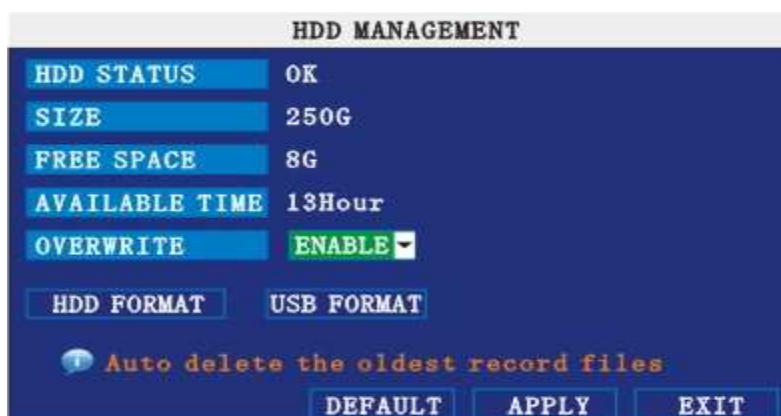 HDD MANAGEMENT
HDD STATUS OK
SIZE 250G
FREE SPACE 8G
AVAILABLE TIME 13Hour
OVERWRITE ENABLE
HDD FORMAT USB FORMAT
Auto delete the oldest record files
DEFAULT APPLY EXIT